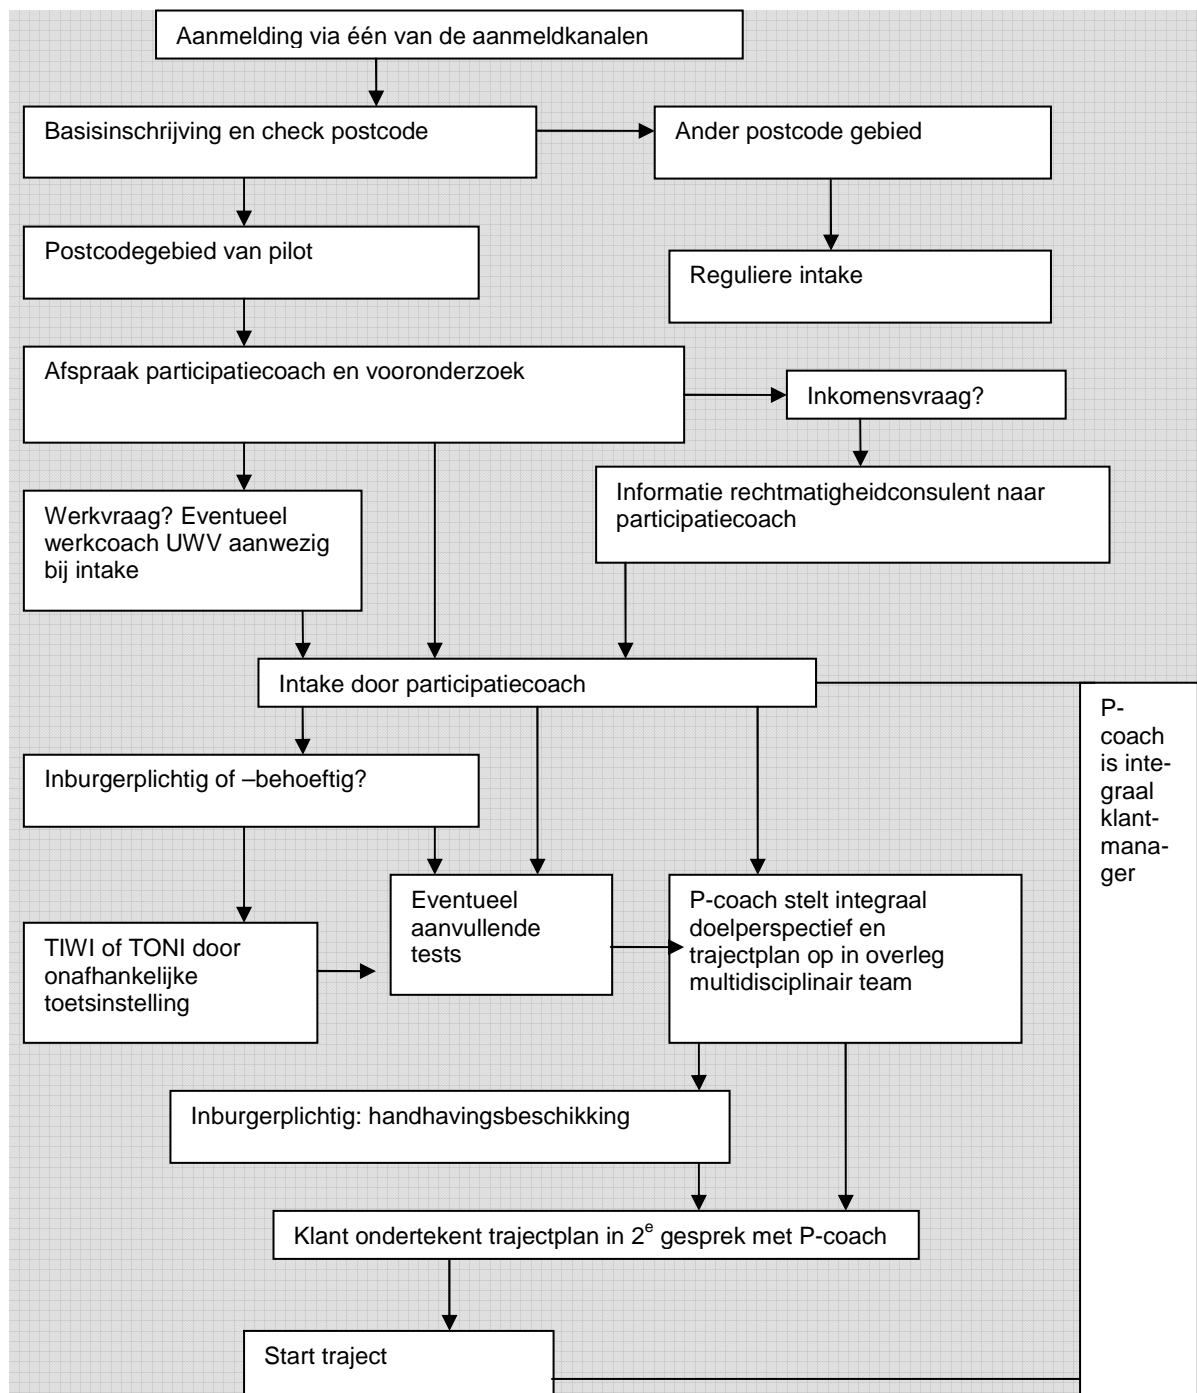 Aanmelding via één van de aanmeldkanalen
Basisinschrijving en check postcode
Ander postcode gebied
Postcodegebied van pilot
Reguliere intake
Afspraak participatiecoach en vooronderzoek
Inkomensvraag?
Informatie rechtmatigheidconsulent naar
participatiecoach
Werkvraag? Eventueel
werkcoach UWV aanwezig
bij intake
Intake door participatiecoach
P-
coach
is inte-
graal
klant-
mana-
ger
Inburgerplichtig of –behoeftig?
Eventueel
aanvullende
tests
P-coach stelt integraal
doelperspectief en
trajectplan op in overleg
multidisciplinair team
TIWI of TONI door
onafhankelijke
toetsinstelling
Inburgerplichtig: handhavingsbeschikking
Klant ondertekent trajectplan in 2e gesprek met P-coach
Start traject